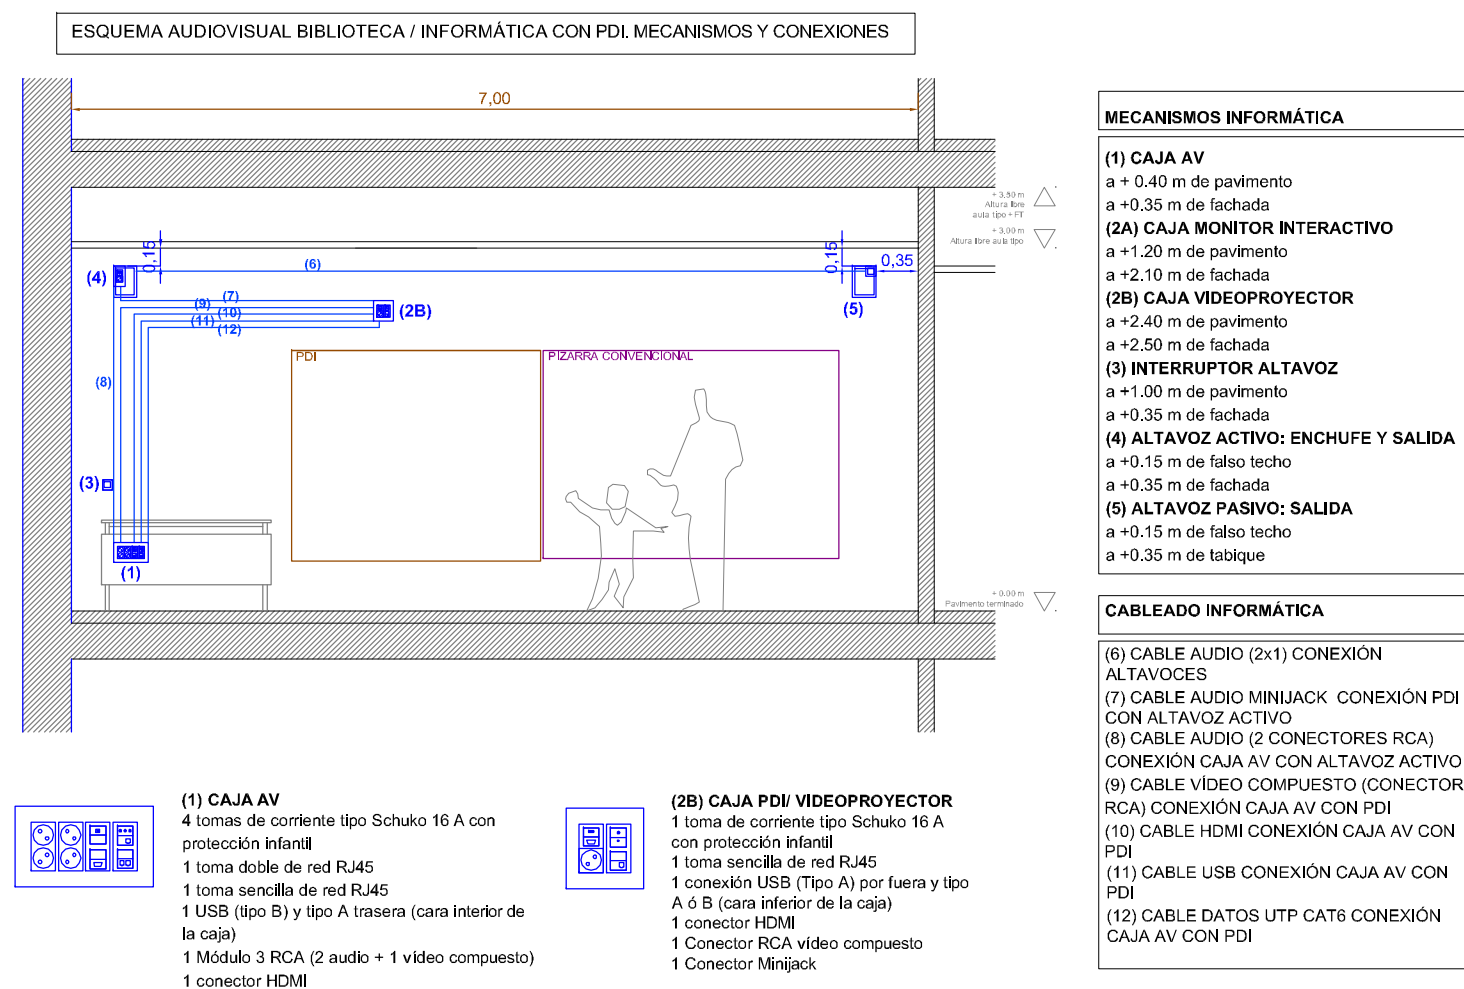 ESQUEMA AUDIOVISUAL BIBLIOTECA / INFORMÁTICA CON PDI. MECANISMOS Y CONEXIONES
7,00
+ 3,50 m
Altura libre
aula tipo + FT
+ 3,00 m
Altura libre aula tipo
0,15
0,15
0,35
(4)
(6)
(5)
(7)
(9)
(10)
(11)
(12)
(2B)
(8)
PDI
PIZARRA CONVENCIONAL
(3)
(1)
+ 0.00 m
Pavimento terminado
MECANISMOS INFORMÁTICA
(1) CAJA AV
a + 0.40 m de pavimento
a +0.35 m de fachada
(2A) CAJA MONITOR INTERACTIVO
a +1.20 m de pavimento
a +2.10 m de fachada
(2B) CAJA VIDEOPROYECTOR
a +2.40 m de pavimento
a +2.50 m de fachada
(3) INTERRUPTOR ALTAVOZ
a +1.00 m de pavimento
a +0.35 m de fachada
(4) ALTAVOZ ACTIVO: ENCHUFE Y SALIDA
a +0.15 m de falso techo
a +0.35 m de fachada
(5) ALTAVOZ PASIVO: SALIDA
a +0.15 m de falso techo
a +0.35 m de tabique
CABLEADO INFORMÁTICA
(6) CABLE AUDIO (2x1) CONEXIÓN
ALTAVOCES
(7) CABLE AUDIO MINIJACK CONEXIÓN PDI
CON ALTAVOZ ACTIVO
(8) CABLE AUDIO (2 CONECTORES RCA)
CONEXIÓN CAJA AV CON ALTAVOZ ACTIVO
(9) CABLE VÍDEO COMPUESTO (CONECTOR
RCA) CONEXIÓN CAJA AV CON PDI
(10) CABLE HDMI CONEXIÓN CAJA AV CON
PDI
(11) CABLE USB CONEXIÓN CAJA AV CON
PDI
(12) CABLE DATOS UTP CAT6 CONEXIÓN
CAJA AV CON PDI
(1) CAJA AV
4 tomas de corriente tipo Schuko 16 A con
protección infantil
1 toma doble de red RJ45
1 toma sencilla de red RJ45
1 USB (tipo B) y tipo A trasera (cara interior de
la caja)
1 Módulo 3 RCA (2 audio + 1 vídeo compuesto)
1 conector HDMI
(2B) CAJA PDI/ VIDEOPROYECTOR
1 toma de corriente tipo Schuko 16 A
con protección infantil
1 toma sencilla de red RJ45
1 conexión USB (Tipo A) por fuera y tipo
A ó B (cara inferior de la caja)
1 conector HDMI
1 Conector RCA vídeo compuesto
1 Conector Minijack